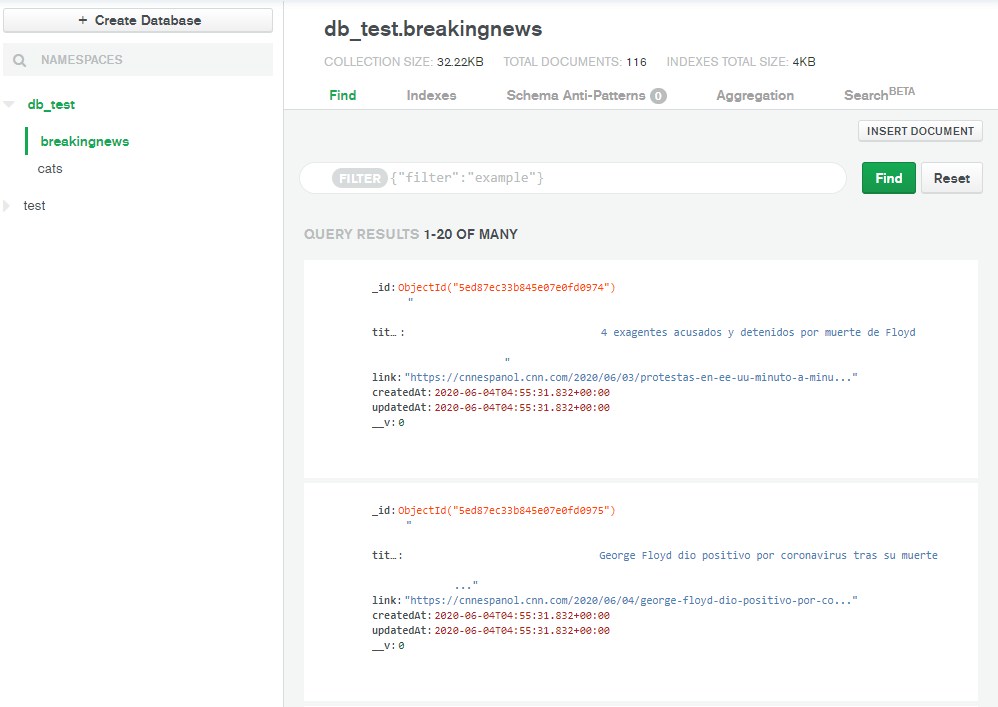 + Create Database
NAMESPACES
db_test
breakingnews
cats
test
db_test.breakingnews
COLLECTION SIZE: 32.22KB TOTAL DOCUMENTS: 116 INDEXES TOTAL SIZE: 4KB
Find Indexes Schema Anti-Patterns 0 Aggregation Search BETA
INSERT DOCUMENT
FILTER {"filter":"example"} Find Reset
QUERY RESULTS 1-20 OF MANY
_id: ObjectId("5ed87ec33b845e07e0fd0974")
"
tit… : 4 exagentes acusados y detenidos por muerte de Floyd
"
link: "https://cnnespanol.cnn.com/2020/06/03/protestas-en-ee-uu-minuto-a-minu..."
createdAt: 2020-06-04T04:55:31.832+00:00
updatedAt: 2020-06-04T04:55:31.832+00:00
__v: 0
_id: ObjectId("5ed87ec33b845e07e0fd0975")
"
tit…: George Floyd dio positivo por coronavirus tras su muerte
..."
link: "https://cnnespanol.cnn.com/2020/06/04/george-floyd-dio-positivo-por-co..."
createdAt: 2020-06-04T04:55:31.832+00:00
updatedAt: 2020-06-04T04:55:31.832+00:00
__v: 0